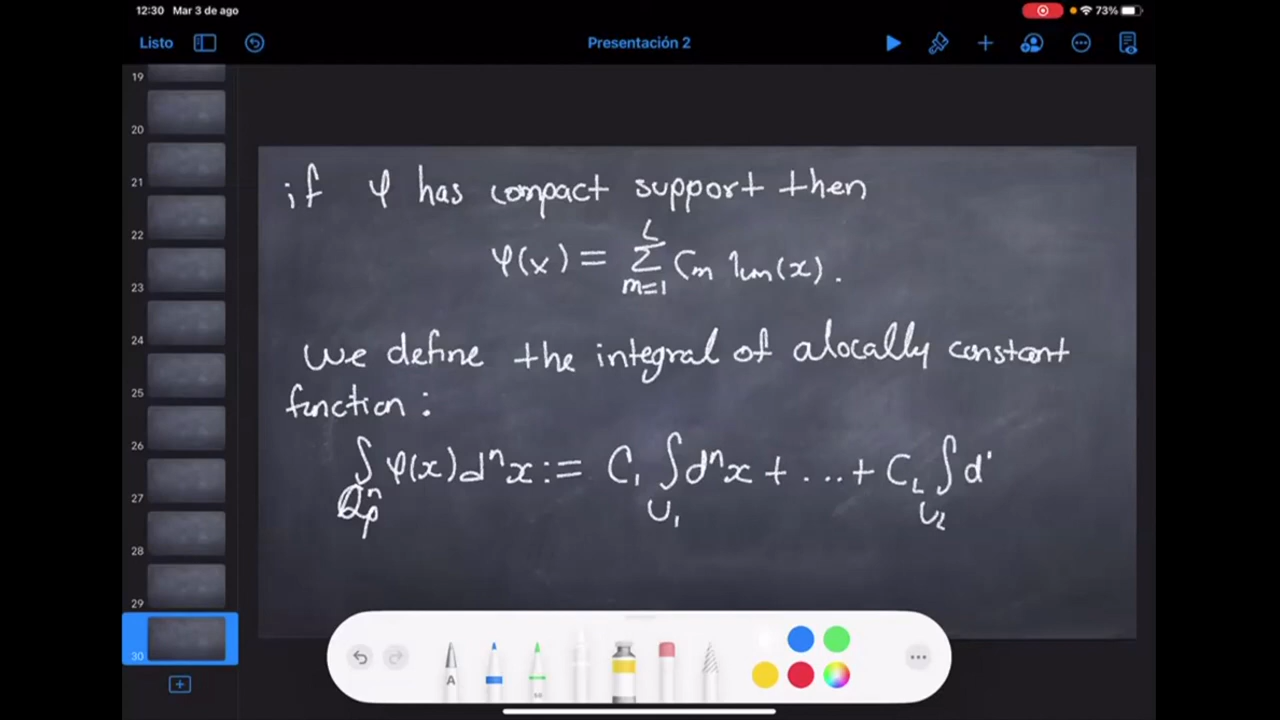 12:30 Mar 3 de ago 73%
Listo Presentación 2
19
20
21
22
23
24
25
26
27
28
29
30
if φ has compact support then
φ(x) = Σ_{m=1}^{L} C_m 1_{Um}(x).
we define the integral of a locally constant
function:
∫_{Q_p^n} φ(x) d^n x := C_1 ∫_{U_1} d^n x + ... + C_L ∫_{U_L} d'
A
50